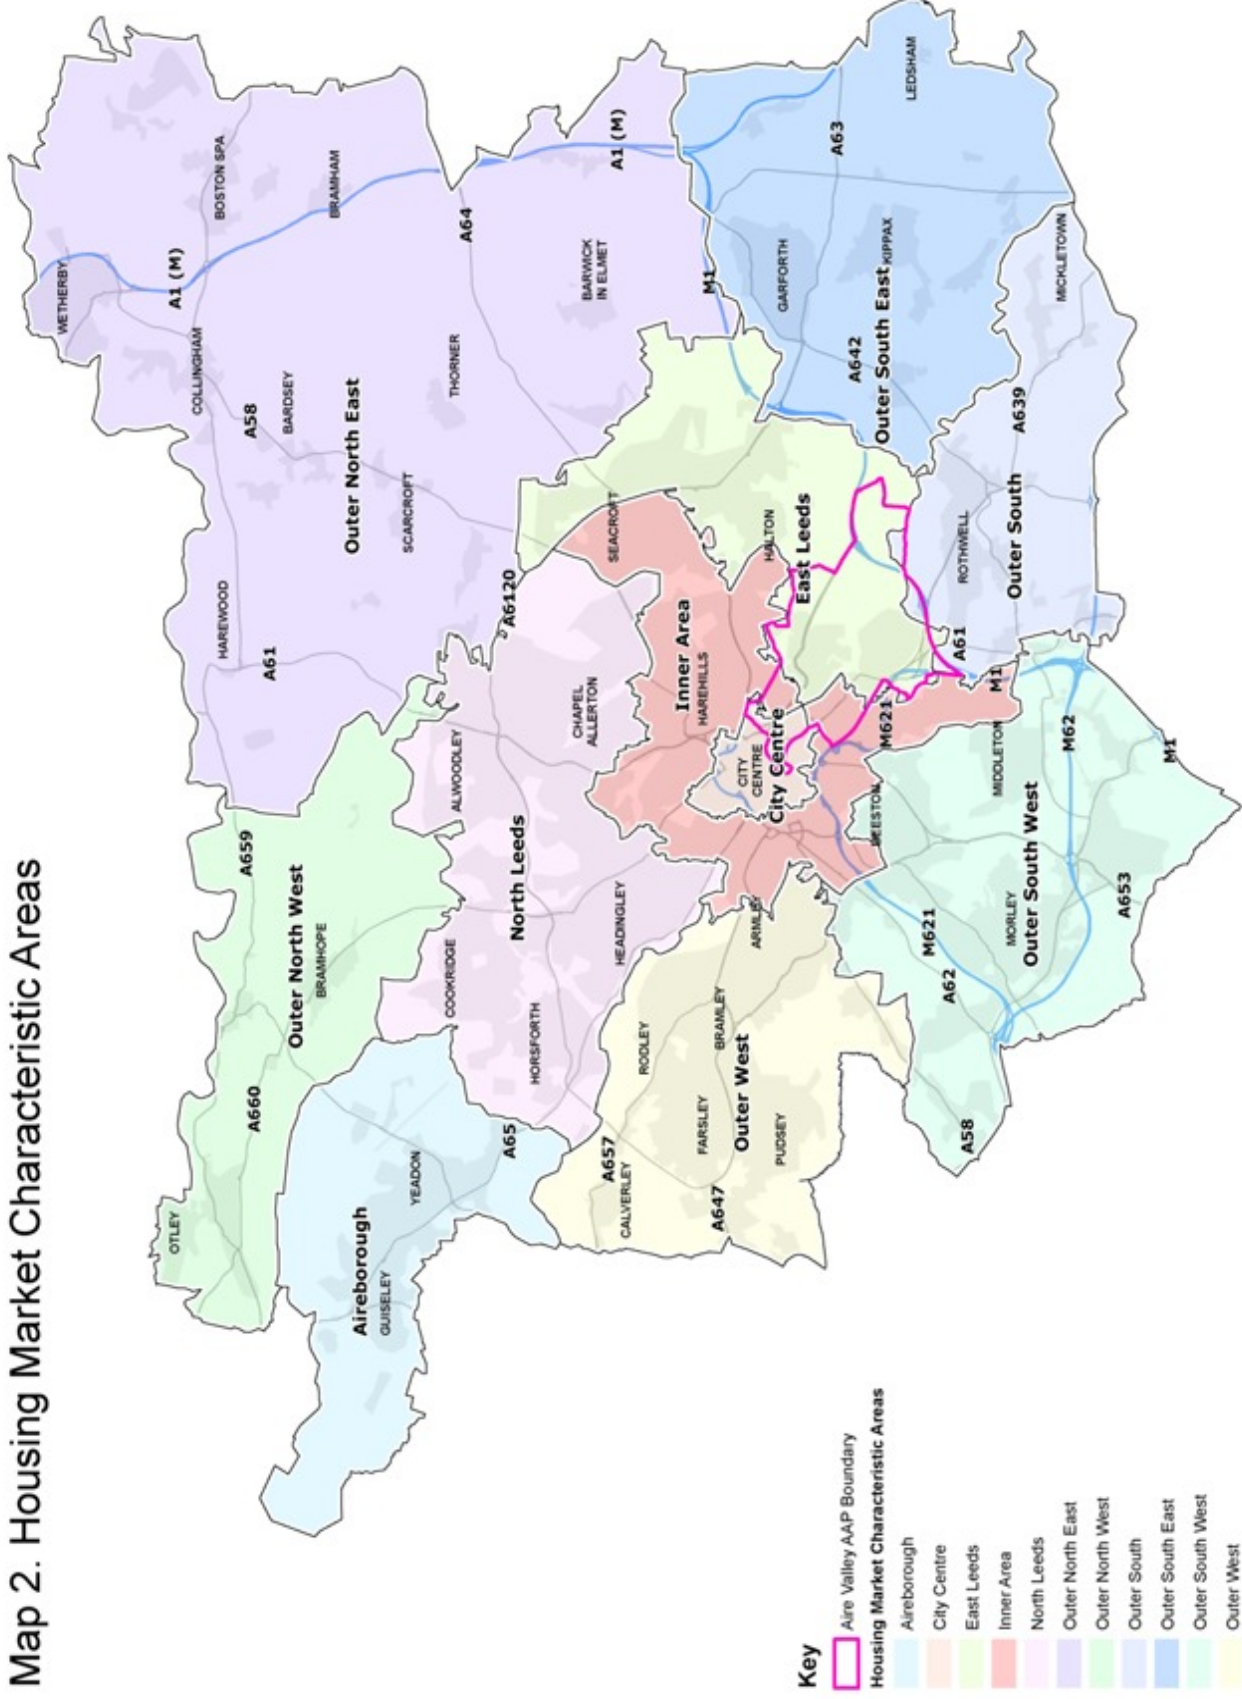 Map 2. Housing Market Characteristic Areas
OTLEY
A660
A659
Outer North West
BRAMHOPE
Aireborough
GUISELEY
YEADON
A65
WETHERBY
A1 (M)
BOSTON SPA
COLLINGHAM
A58
BARDSEY
BRAMHAM
Outer North East
HAREWOOD
A61
SCARCROFT
THORNER
A64
BARWICK
IN ELMET
A1 (M)
A6120
ALWOODLEY
COOKRIDGE
North Leeds
HORSFORTH
CHAPEL
ALLERTON
HEADINGLEY
SEACROFT
Inner Area
HAREHILLS
A657
CALVERLEY
RODLEY
FARSLEY
BRAMLEY
A647
Outer West
PUDSEY
ARMLEY
CITY
CENTRE
City Centre
HALTON
East Leeds
M1
GARFORTH
A63
A642
Outer South East
KIPPAX
LEDSHAM
M621
BEESTON
A61
ROTHWELL
M1
MIDDLETON
Outer South
A639
MICKLETOWN
M621
A62
A58
MORLEY
Outer South West
M62
A653
M1
Key
Aire Valley AAP Boundary
Housing Market Characteristic Areas
Aireborough
City Centre
East Leeds
Inner Area
North Leeds
Outer North East
Outer North West
Outer South
Outer South East
Outer South West
Outer West